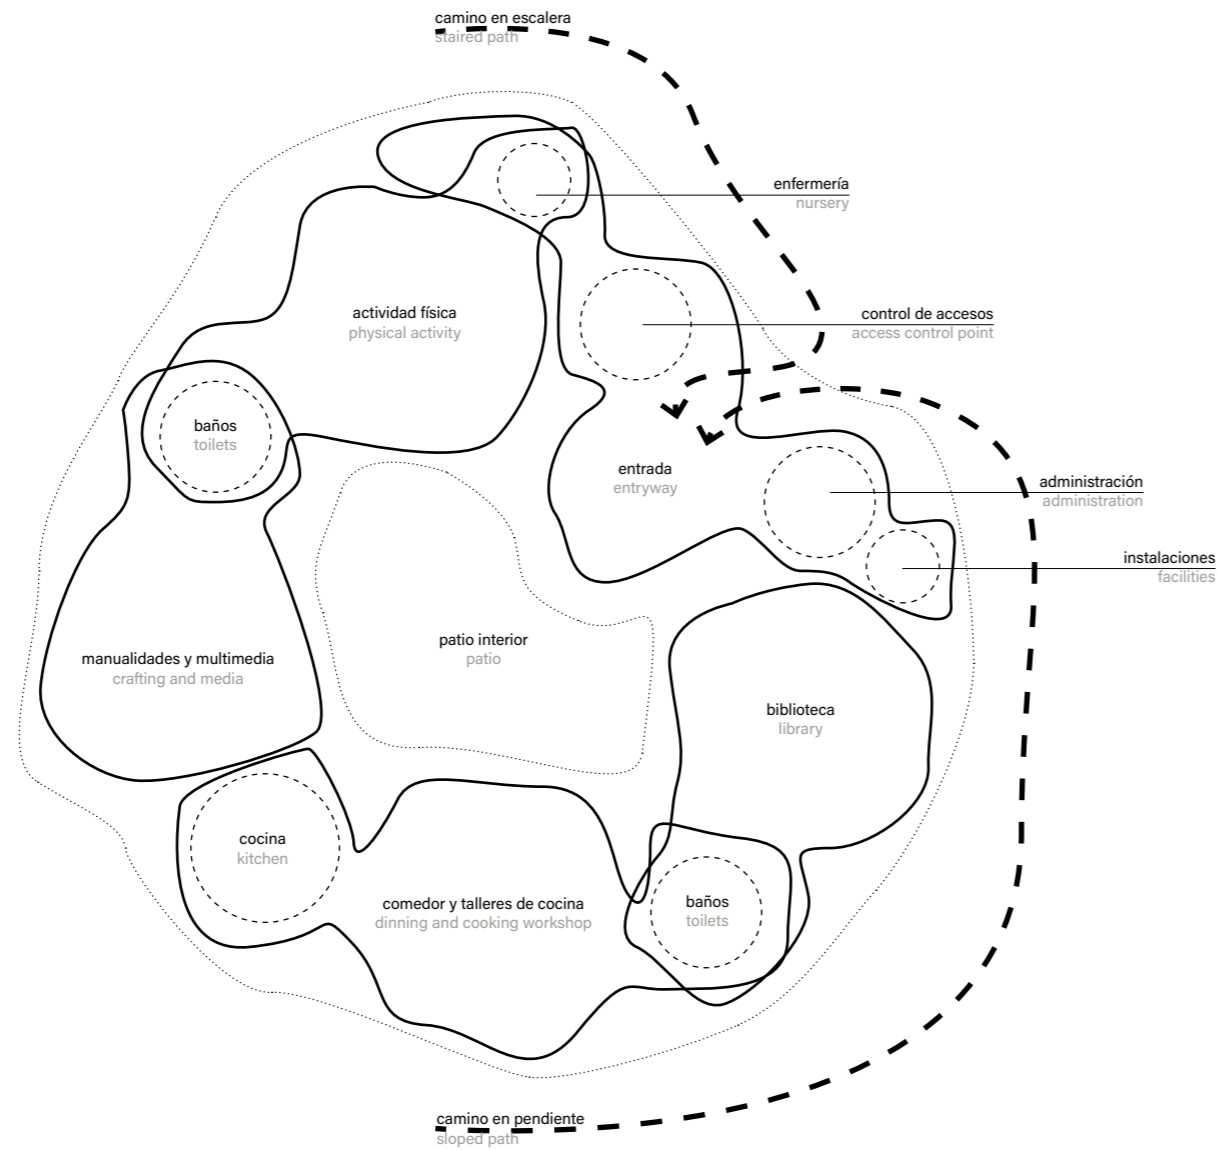 camino en escalera
staired path
enfermería
nursery
actividad física
physical activity
control de accesos
access control point
baños
toilets
entrada
entryway
administración
administration
instalaciones
facilities
patio interior
patio
manualidades y multimedia
crafting and media
biblioteca
library
cocina
kitchen
comedor y talleres de cocina
dinning and cooking workshop
baños
toilets
camino en pendiente
sloped path